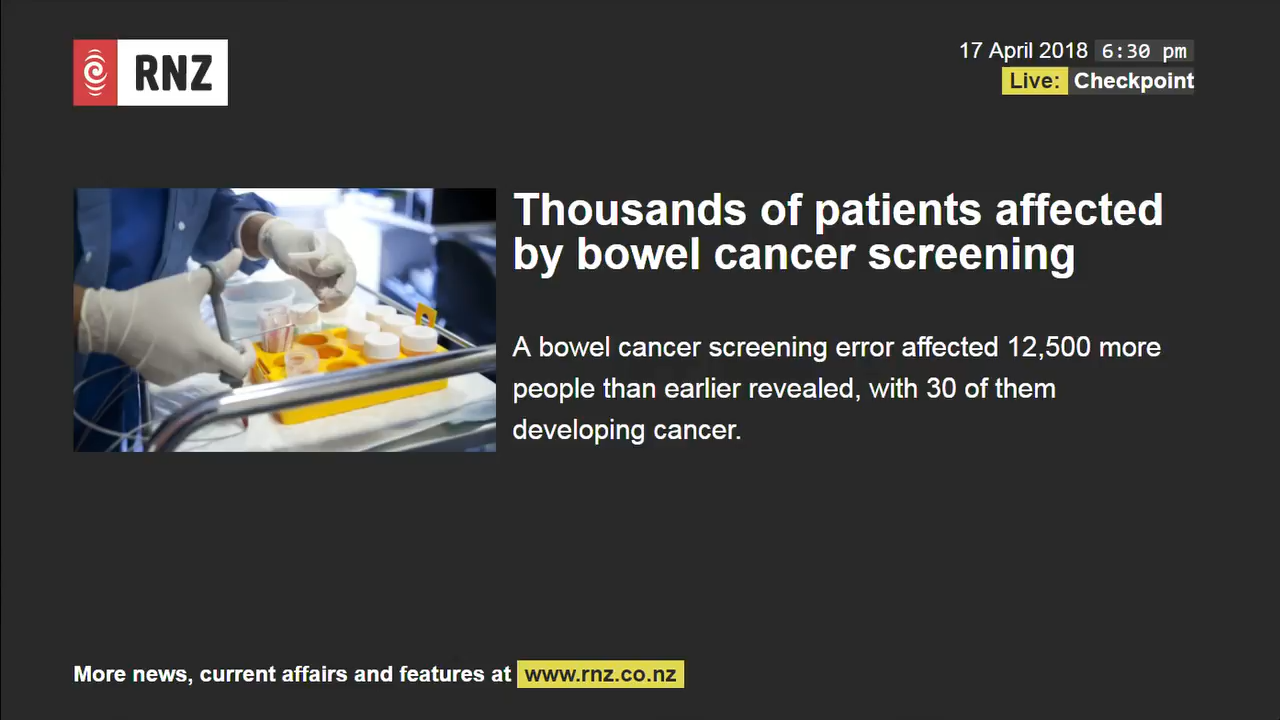 RNZ
17 April 2018 6:30 pm
Live: Checkpoint
Thousands of patients affected
by bowel cancer screening
A bowel cancer screening error affected 12,500 more
people than earlier revealed, with 30 of them
developing cancer.
More news, current affairs and features at www.rnz.co.nz